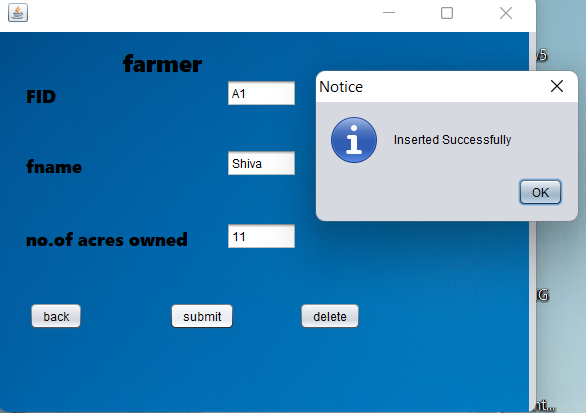 farmer
FID
A1
fname
Shiva
no.of acres owned
11
back
submit
delete
Notice
Inserted Successfully
OK